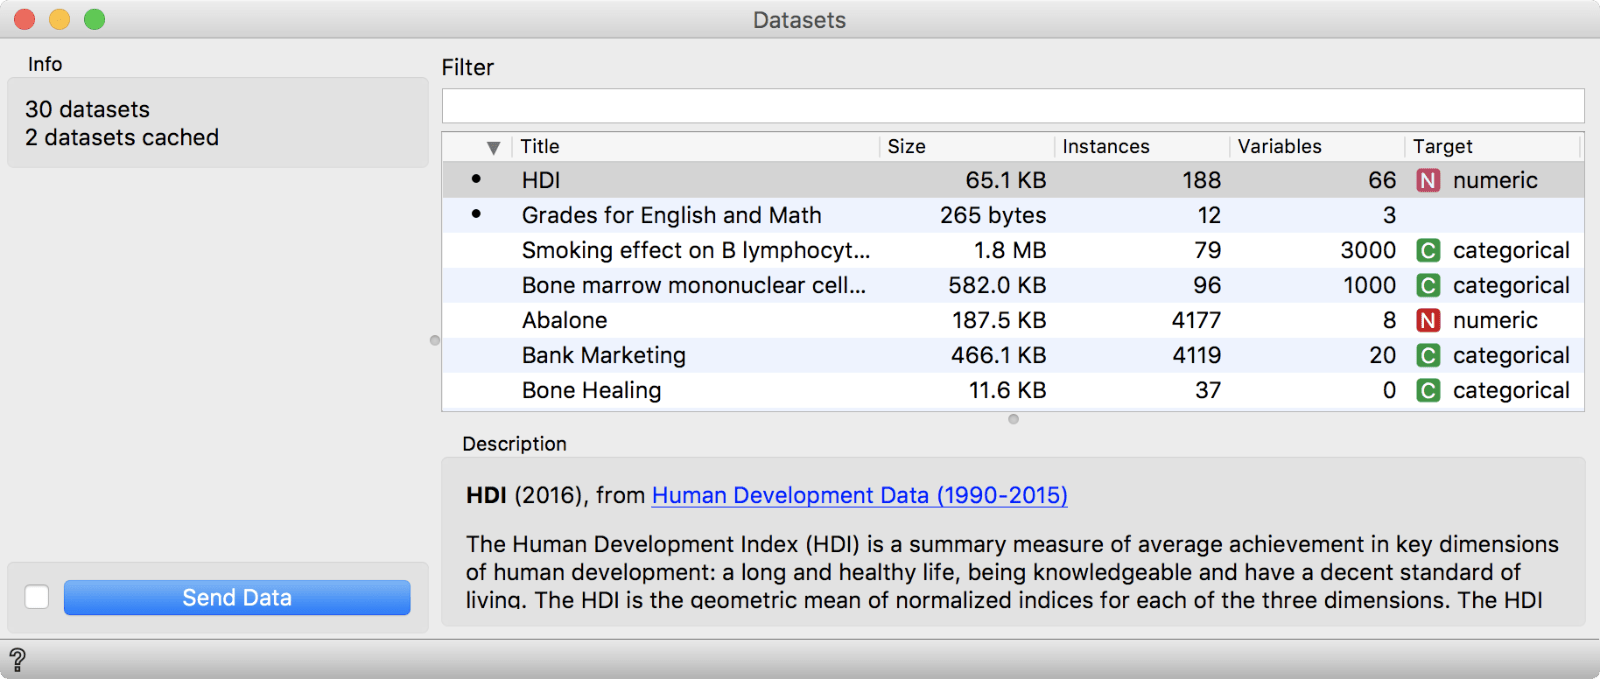 Datasets
Info
30 datasets
2 datasets cached
Filter
▼ Title Size Instances Variables Target
• HDI 65.1 KB 188 66 N numeric
• Grades for English and Math 265 bytes 12 3
Smoking effect on B lymphocyt... 1.8 MB 79 3000 C categorical
Bone marrow mononuclear cell... 582.0 KB 96 1000 C categorical
Abalone 187.5 KB 4177 8 N numeric
Bank Marketing 466.1 KB 4119 20 C categorical
Bone Healing 11.6 KB 37 0 C categorical
Description
HDI (2016), from Human Development Data (1990-2015)
The Human Development Index (HDI) is a summary measure of average achievement in key dimensions
of human development: a long and healthy life, being knowledgeable and have a decent standard of
living. The HDI is the geometric mean of normalized indices for each of the three dimensions. The HDI
Send Data
?